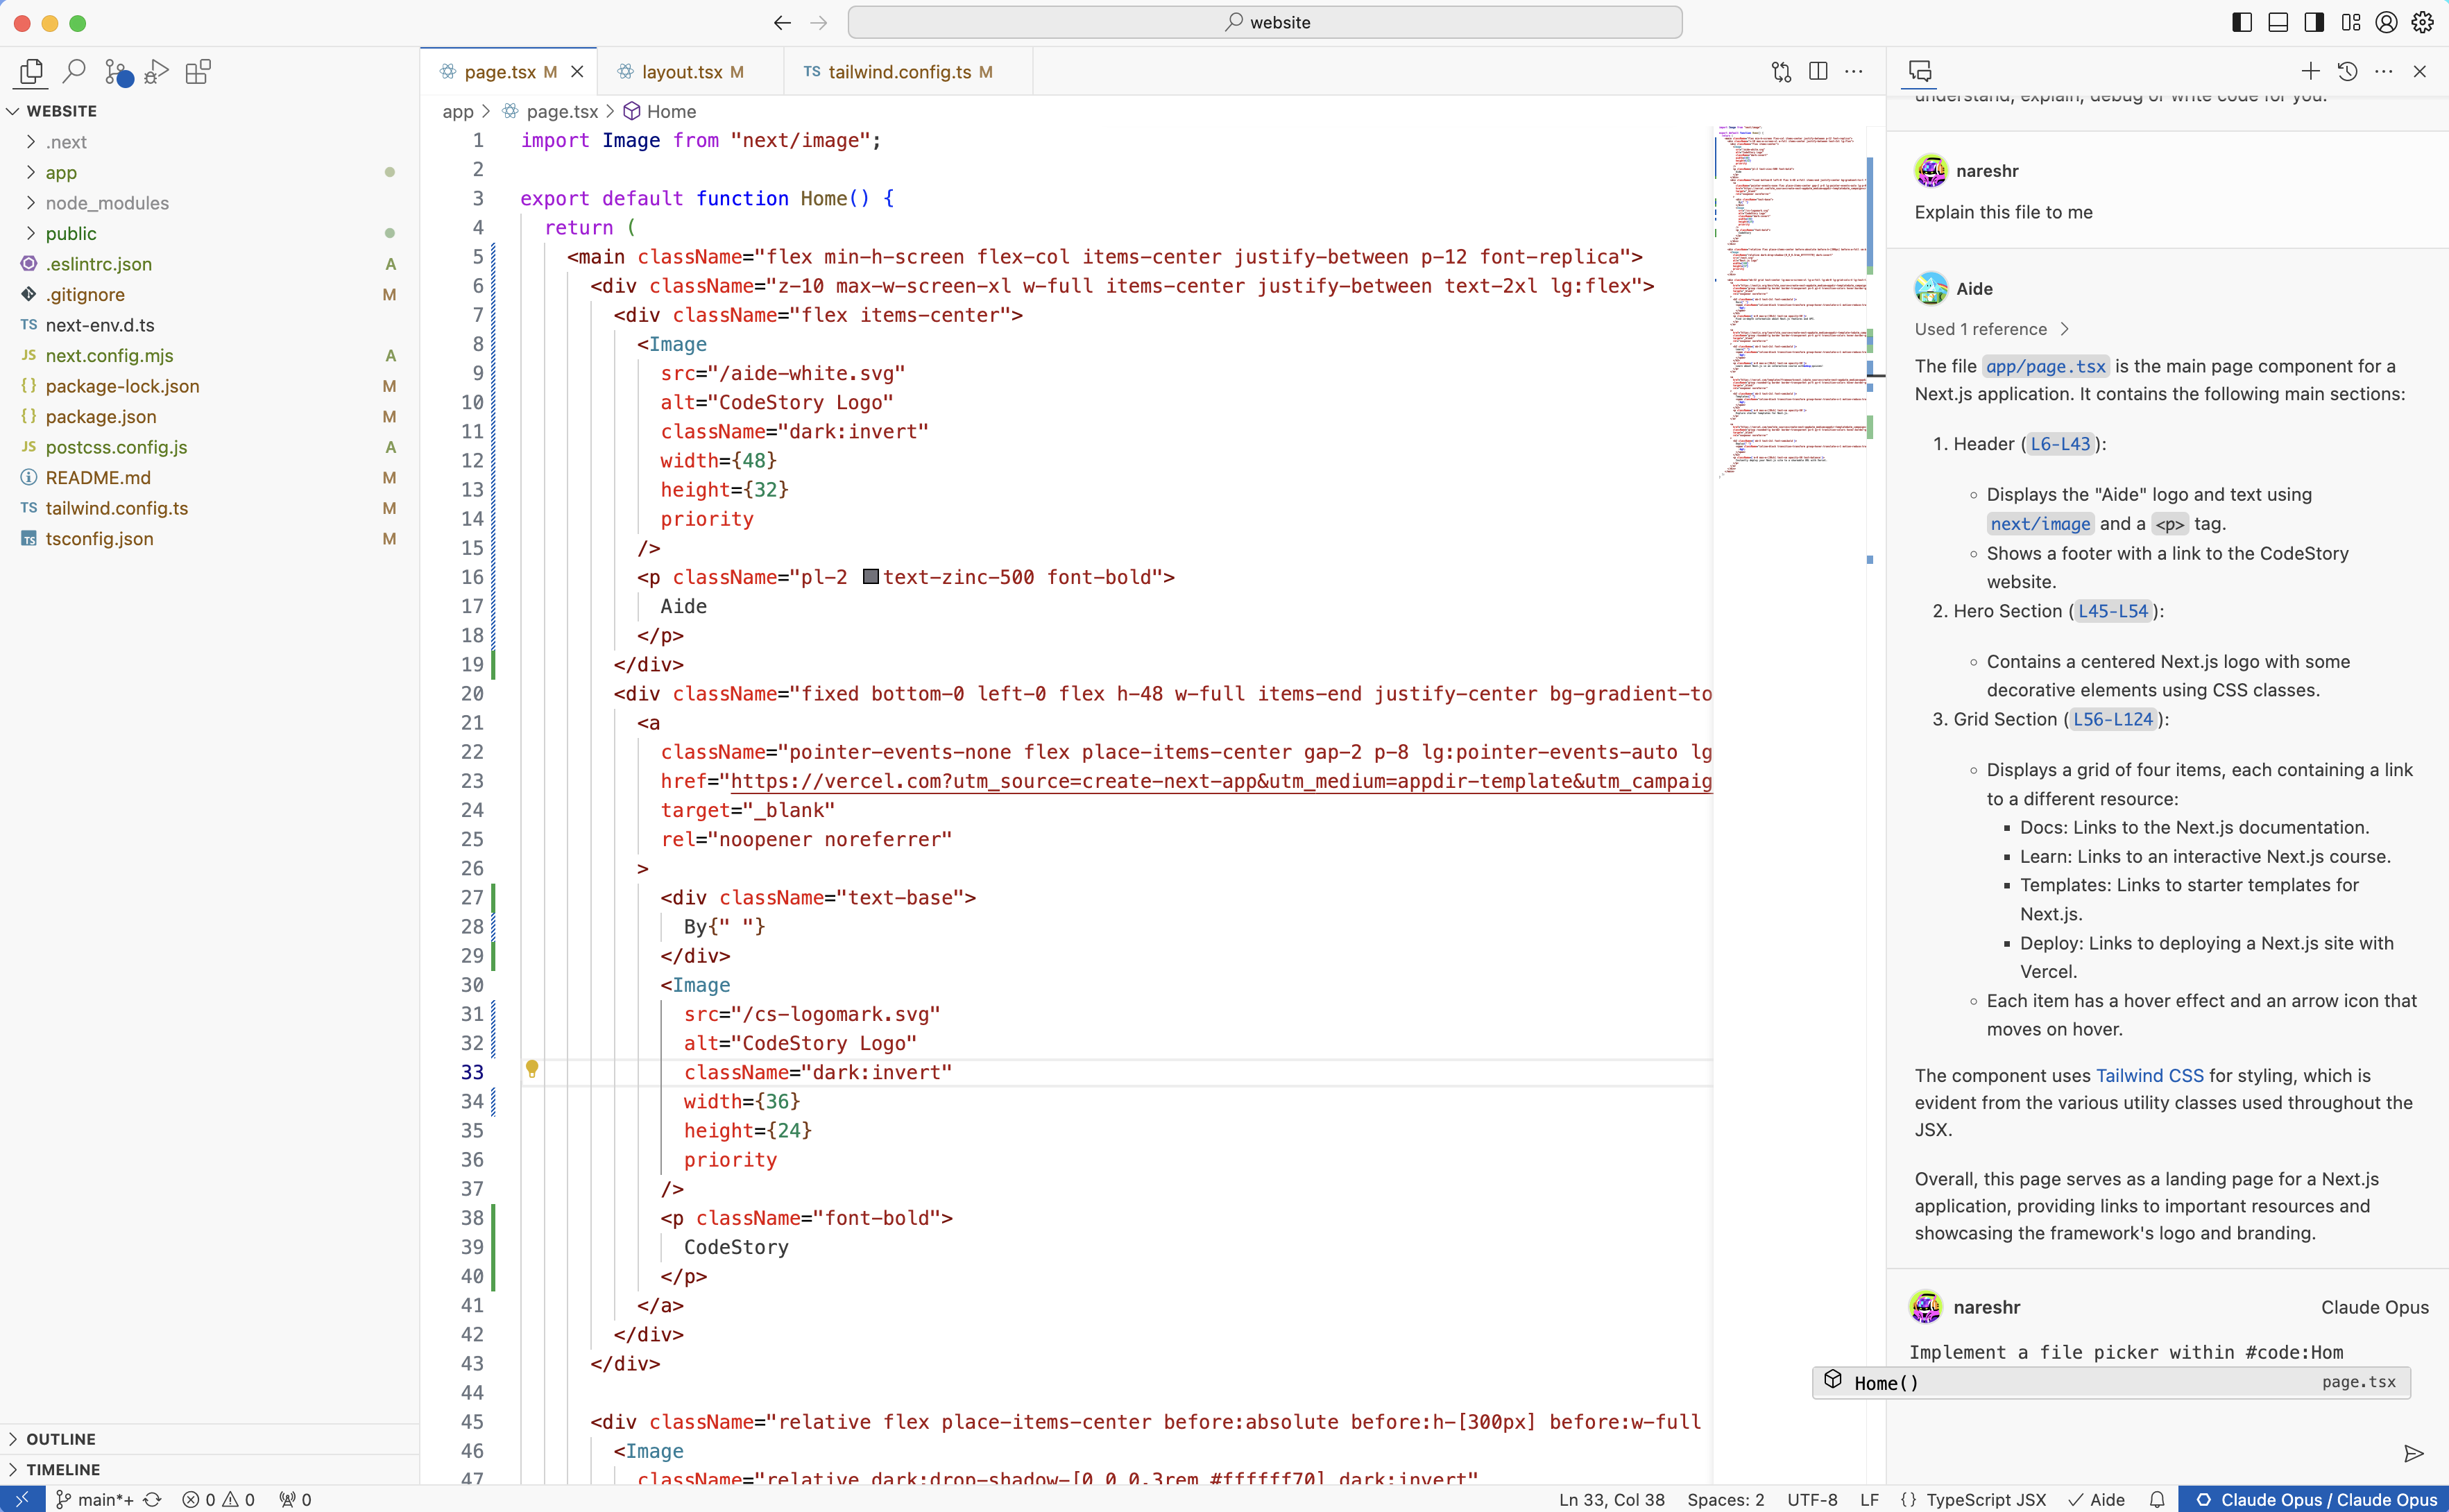 website
WEBSITE
.next
app
node_modules
public
.eslintrc.json A
.gitignore M
TS next-env.d.ts
JS next.config.mjs A
{} package-lock.json M
{} package.json M
JS postcss.config.js A
README.md M
TS tailwind.config.ts M
TS tsconfig.json M
OUTLINE
TIMELINE
page.tsx M
layout.tsx M
TS tailwind.config.ts M
app > page.tsx > Home
1 import Image from "next/image";
2
3 export default function Home() {
4 return (
5 <main className="flex min-h-screen flex-col items-center justify-between p-12 font-replica">
6 <div className="z-10 max-w-screen-xl w-full items-center justify-between text-2xl lg:flex">
7 <div className="flex items-center">
8 <Image
9 src="/aide-white.svg"
10 alt="CodeStory Logo"
11 className="dark:invert"
12 width={48}
13 height={32}
14 priority
15 />
16 <p className="pl-2 text-zinc-500 font-bold">
17 Aide
18 </p>
19 </div>
20 <div className="fixed bottom-0 left-0 flex h-48 w-full items-end justify-center bg-gradient-to
21 <a
22 className="pointer-events-none flex place-items-center gap-2 p-8 lg:pointer-events-auto lg
23 href="https://vercel.com?utm_source=create-next-app&utm_medium=appdir-template&utm_campaig
24 target="_blank"
25 rel="noopener noreferrer"
26 >
27 <div className="text-base">
28 By{" "}
29 </div>
30 <Image
31 src="/cs-logomark.svg"
32 alt="CodeStory Logo"
33 className="dark:invert"
34 width={36}
35 height={24}
36 priority
37 />
38 <p className="font-bold">
39 CodeStory
40 </p>
41 </a>
42 </div>
43 </div>
44
45 <div className="relative flex place-items-center before:absolute before:h-[300px] before:w-full
46 <Image
47 className="relative dark:drop-shadow-[0_0_0.3rem_#ffffff70] dark:invert"
understand, explain, debug or write code for you.
nareshr
Explain this file to me
Aide
Used 1 reference >
The file app/page.tsx is the main page component for a
Next.js application. It contains the following main sections:
1. Header (L6-L43):
Displays the "Aide" logo and text using
next/image and a <p> tag.
Shows a footer with a link to the CodeStory
website.
2. Hero Section (L45-L54):
Contains a centered Next.js logo with some
decorative elements using CSS classes.
3. Grid Section (L56-L124):
Displays a grid of four items, each containing a link
to a different resource:
Docs: Links to the Next.js documentation.
Learn: Links to an interactive Next.js course.
Templates: Links to starter templates for
Next.js.
Deploy: Links to deploying a Next.js site with
Vercel.
Each item has a hover effect and an arrow icon that
moves on hover.
The component uses Tailwind CSS for styling, which is
evident from the various utility classes used throughout the
JSX.
Overall, this page serves as a landing page for a Next.js
application, providing links to important resources and
showcasing the framework's logo and branding.
nareshr Claude Opus
Implement a file picker within #code:Hom
Home() page.tsx
main*+ 0 0 0
Ln 33, Col 38 Spaces: 2 UTF-8 LF {} TypeScript JSX Aide Claude Opus / Claude Opus